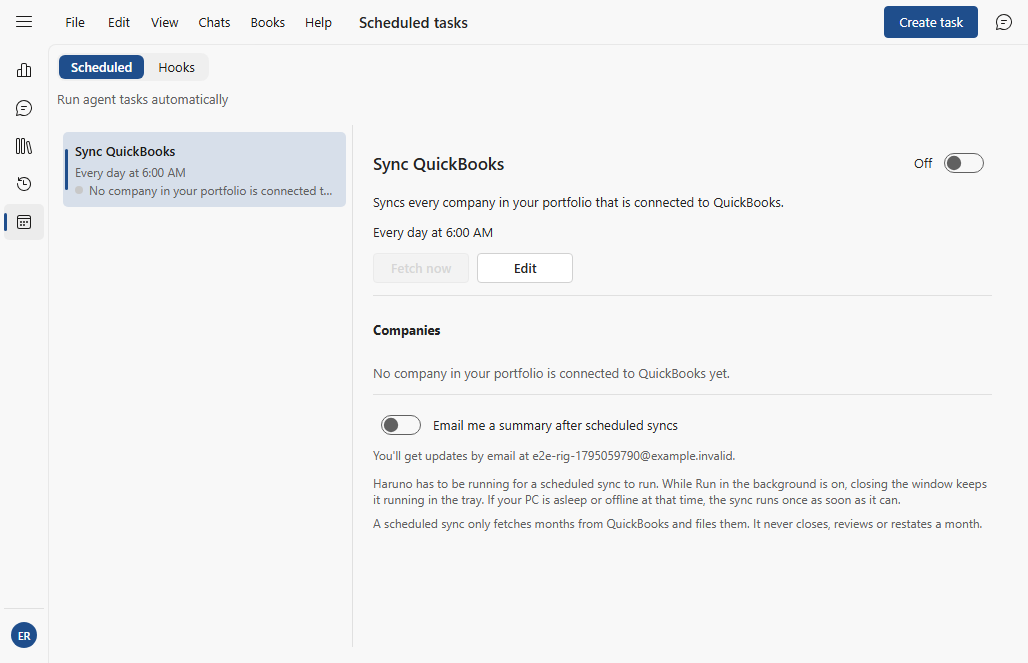 File Edit View Chats Books Help Scheduled tasks Create task
Scheduled Hooks
Run agent tasks automatically
Sync QuickBooks
Every day at 6:00 AM
No company in your portfolio is connected t...
Sync QuickBooks
Off
Syncs every company in your portfolio that is connected to QuickBooks.
Every day at 6:00 AM
Fetch now Edit
Companies
No company in your portfolio is connected to QuickBooks yet.
Email me a summary after scheduled syncs
You'll get updates by email at e2e-rig-1795059790@example.invalid.
Haruno has to be running for a scheduled sync to run. While Run in the background is on, closing the window keeps
it running in the tray. If your PC is asleep or offline at that time, the sync runs once as soon as it can.
A scheduled sync only fetches months from QuickBooks and files them. It never closes, reviews or restates a month.
ER